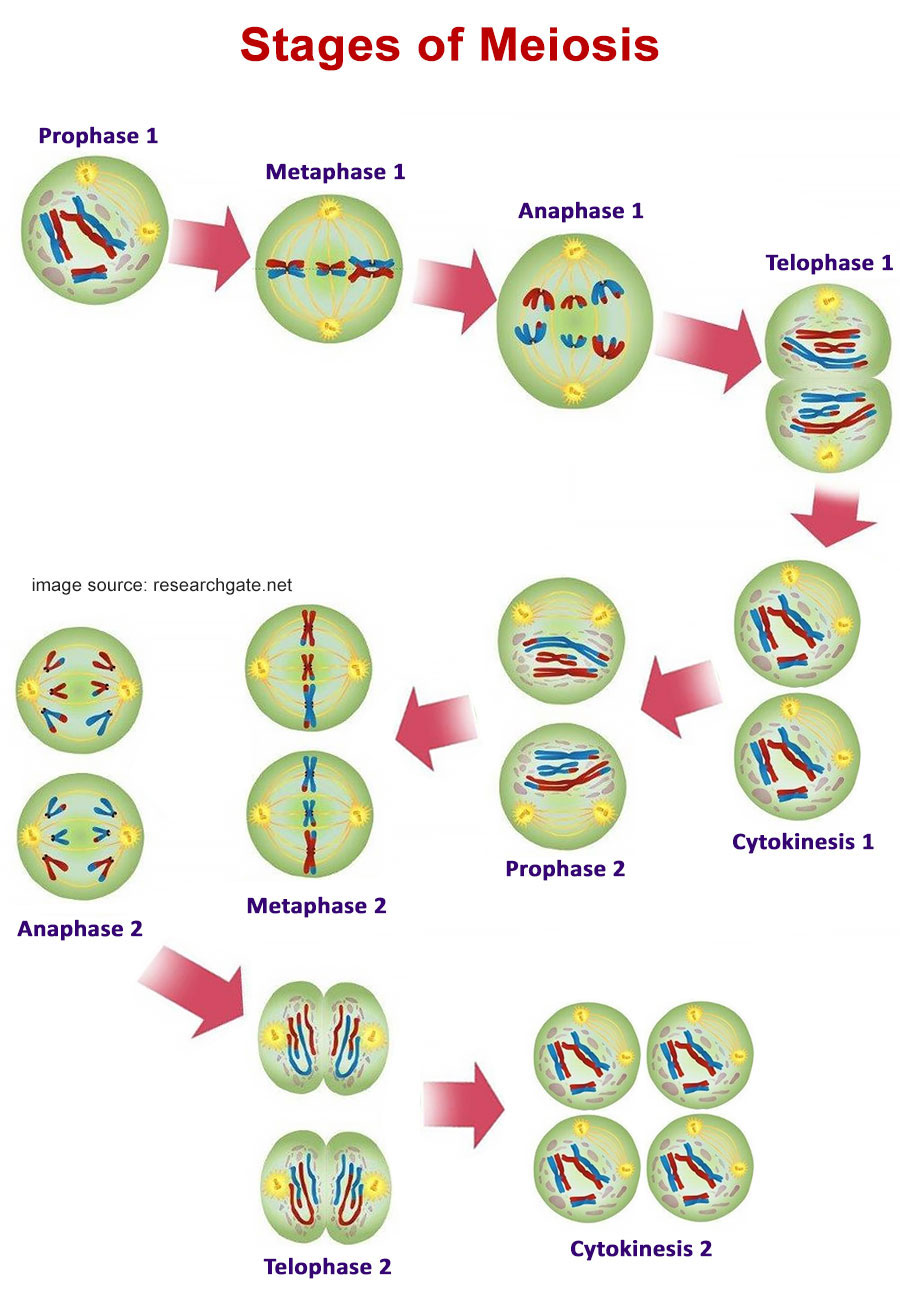 Stages of Meiosis
Prophase 1
Metaphase 1
Anaphase 1
Telophase 1
image source: researchgate.net
Cytokinesis 1
Prophase 2
Metaphase 2
Anaphase 2
Telophase 2
Cytokinesis 2